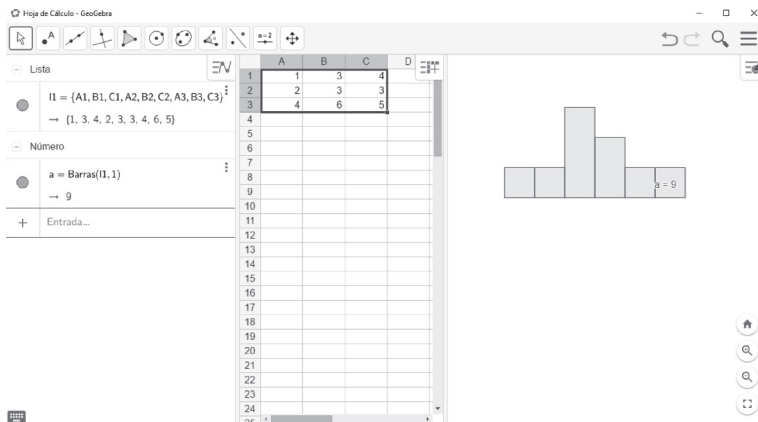 Hoja de Cálculo - GeoGebra
A
a=2
Lista
l1 = {A1, B1, C1, A2, B2, C2, A3, B3, C3}
→ {1, 3, 4, 2, 3, 3, 4, 6, 5}
Número
a = Barras(l1, 1)
→ 9
Entrada...
A B C D
1 1 3 4
2 2 3 3
3 4 6 5
4
5
6
7
8
9
10
11
12
13
14
15
16
17
18
19
20
21
22
23
24
25
a = 9